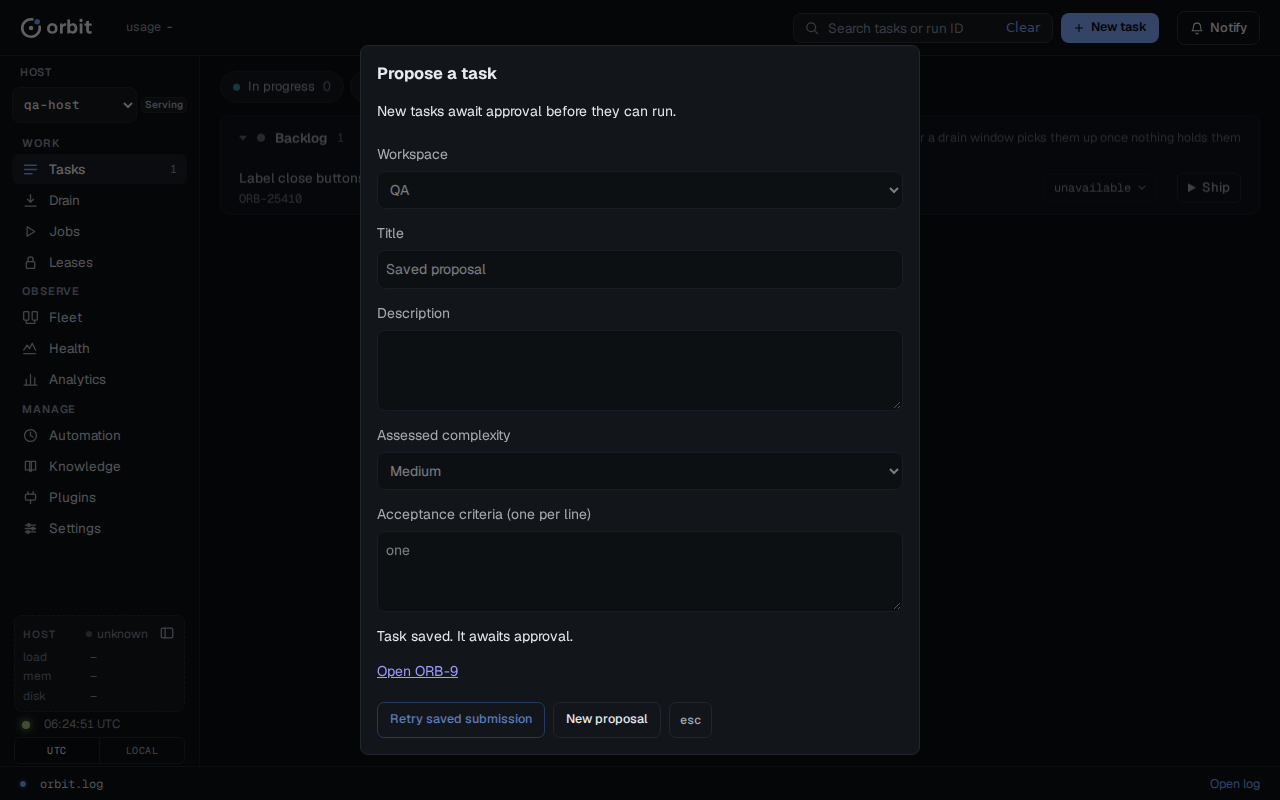 orbit
usage –
Search tasks or run ID
Clear
+ New task
Notify
HOST
qa-host
Serving
WORK
Tasks
1
Drain
Jobs
Leases
OBSERVE
Fleet
Health
Analytics
MANAGE
Automation
Knowledge
Plugins
Settings
HOST
unknown
load –
mem –
disk –
06:24:51 UTC
UTC
LOCAL
In progress 0
Backlog 1
a drain window picks them up once nothing holds them
Label close buttons
ORB-25410
unavailable
Ship
Propose a task
New tasks await approval before they can run.
Workspace
QA
Title
Saved proposal
Description
Assessed complexity
Medium
Acceptance criteria (one per line)
one
Task saved. It awaits approval.
Open ORB-9
Retry saved submission
New proposal
esc
orbit.log
Open log